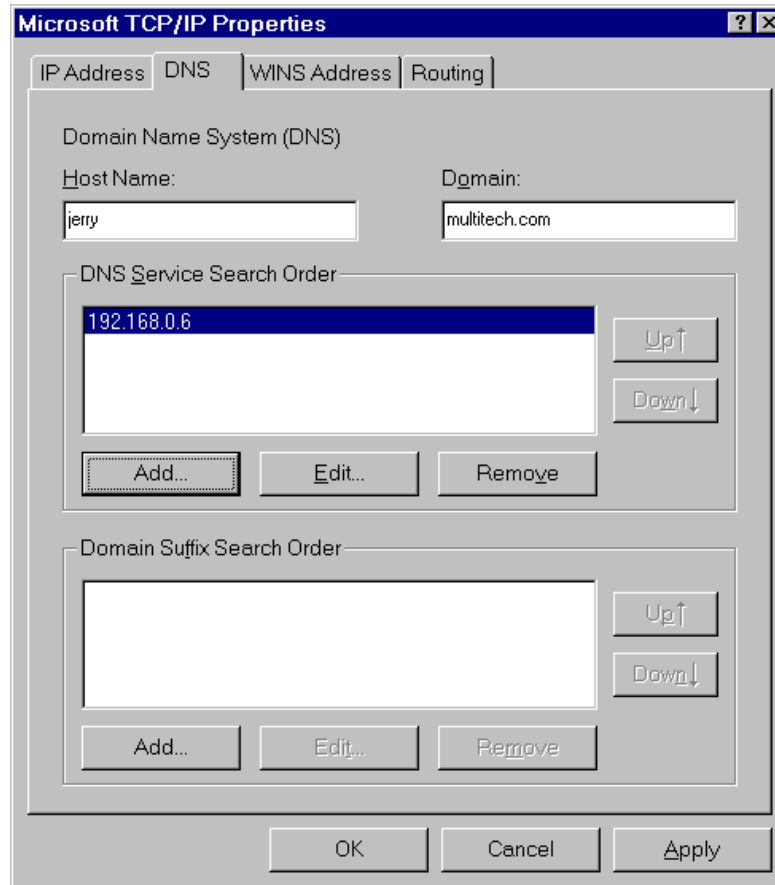 Microsoft TCP/IP Properties
IP Address DNS WINS Address Routing
Domain Name System (DNS)
Host Name: Domain:
jerry multitech.com
DNS Service Search Order
192.168.0.6
Up↑
Down↓
Add... Edit... Remove
Domain Suffix Search Order
Up↑
Down↓
Add... Edit... Remove
OK Cancel Apply